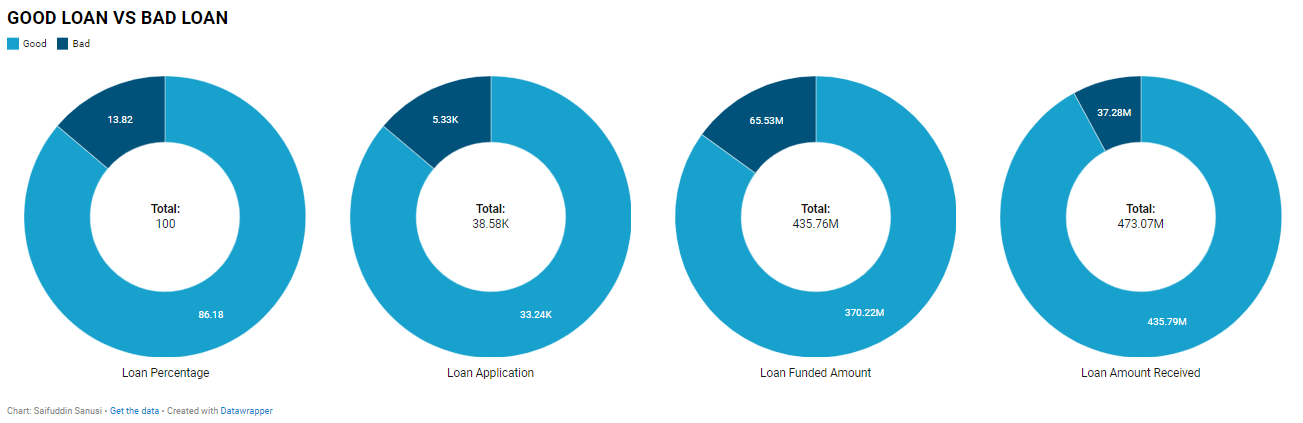 GOOD LOAN VS BAD LOAN
Good Bad
13.82
Total:
100
86.18
Loan Percentage
5.33K
Total:
38.58K
33.24K
Loan Application
65.53M
Total:
435.76M
370.22M
Loan Funded Amount
37.28M
Total:
473.07M
435.79M
Loan Amount Received
Chart: Saifuddin Sanusi • Get the data • Created with Datawrapper